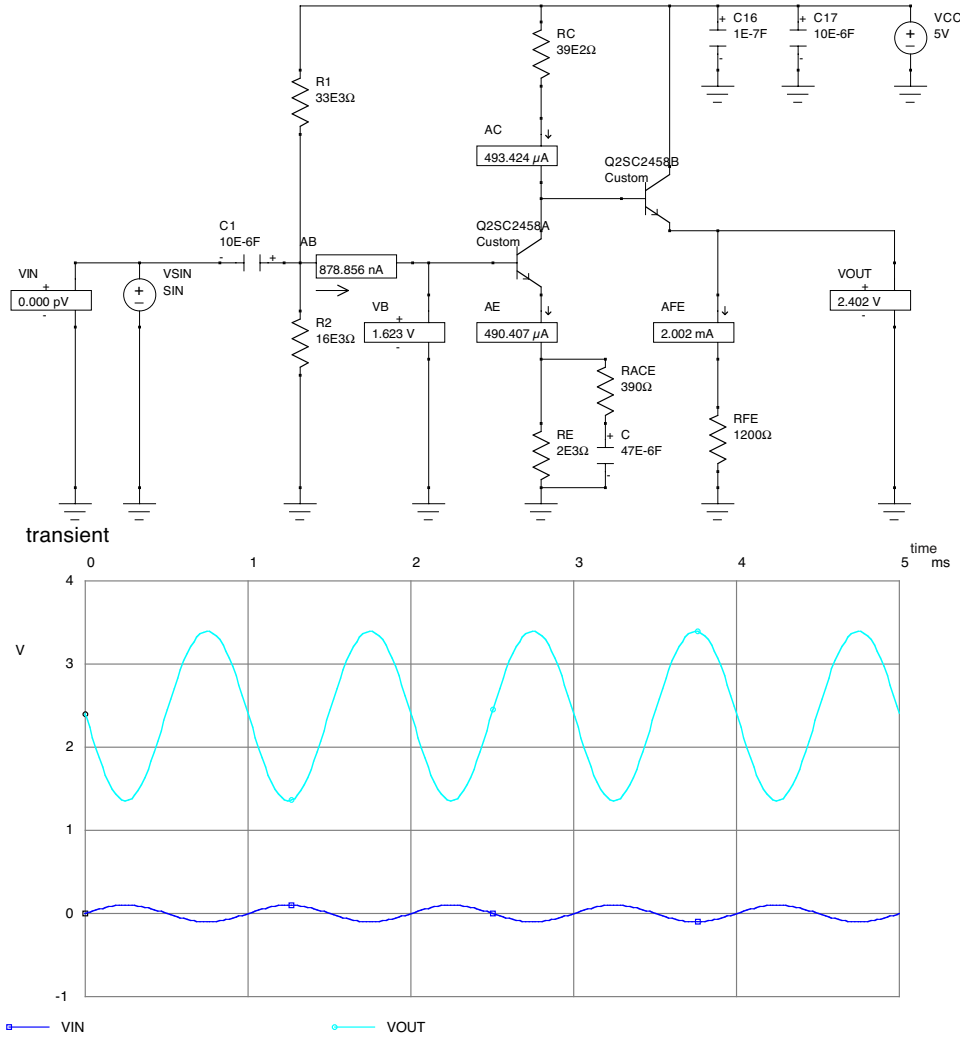 C16
1E-7F
C17
10E-6F
VCC
5V
RC
39E2Ω
R1
33E3Ω
AC
493.424 µA
Q2SC2458B
Custom
Q2SC2458A
Custom
C1
10E-6F
AB
878.856 nA
VIN
0.000 pV
VSIN
SIN
R2
16E3Ω
VB
1.623 V
AE
490.407 µA
AFE
2.002 mA
VOUT
2.402 V
RACE
390Ω
RE
2E3Ω
C
47E-6F
RFE
1200Ω
transient
time
0 1 2 3 4 5 ms
4
V
3
2
1
0
-1
VIN VOUT